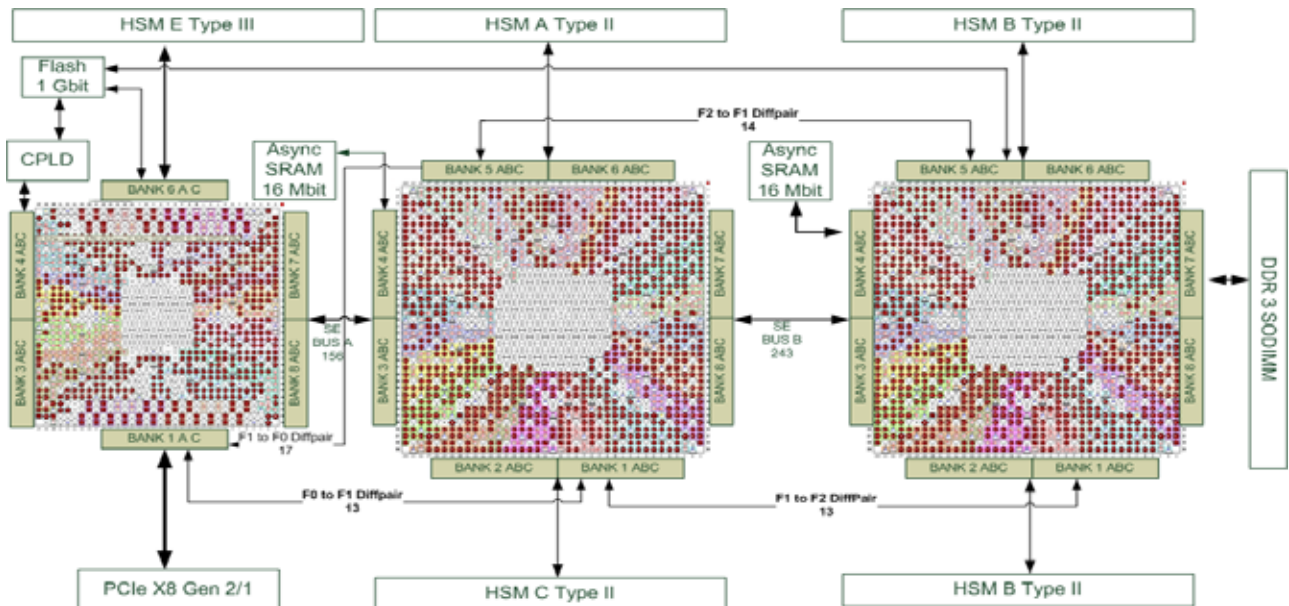 HSM E Type III
HSM A Type II
HSM B Type II
Flash
1 Gbit
F2 to F1 Diffpair
14
CPLD
Async
SRAM
16 Mbit
Async
SRAM
16 Mbit
BANK 5 ABC
BANK 6 ABC
BANK 5 ABC
BANK 6 ABC
BANK 6 A C
BANK 4 ABC
BANK 7 ABC
BANK 4 ABC
BANK 7 ABC
BANK 4 ABC
BANK 7 ABC
DDR 3 SODIMM
SE
BUS A
156
SE
BUS B
243
BANK 3 ABC
BANK 8 ABC
BANK 3 ABC
BANK 8 ABC
BANK 3 ABC
BANK 8 ABC
BANK 1 A C
F1 to F0 Diffpair
17
BANK 2 ABC
BANK 1 ABC
BANK 2 ABC
BANK 1 ABC
F0 to F1 Diffpair
13
F1 to F2 DiffPair
13
PCIe X8 Gen 2/1
HSM C Type II
HSM B Type II